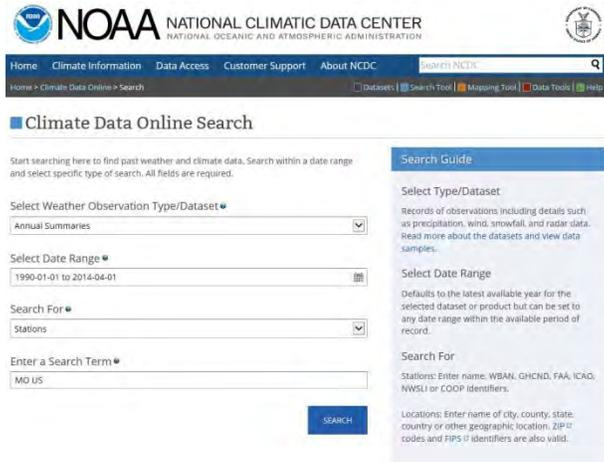 NOAA NATIONAL CLIMATIC DATA CENTER
NATIONAL OCEANIC AND ATMOSPHERIC ADMINISTRATION
Home Climate Information Data Access Customer Support About NCDC Search NCDC
Home > Climate Data Online > Search Datasets | Search Tool | Mapping Tool | Data Tools | Help
Climate Data Online Search
Start searching here to find past weather and climate data. Search within a date range
and select specific type of search. All fields are required.
Select Weather Observation Type/Dataset
Annual Summaries
Select Date Range
1990-01-01 to 2014-04-01
Search For
Stations
Enter a Search Term
MO US
SEARCH
Search Guide
Select Type/Dataset
Records of observations including details such
as precipitation, wind, snowfall, and radar data.
Read more about the datasets and view data
samples.
Select Date Range
Defaults to the latest available year for the
selected dataset or product but can be set to
any date range within the available period of
record.
Search For
Stations: Enter name, WBAN, GHCND, FAA, ICAO,
NWSLI or COOP identifiers.
Locations: Enter name of city, county, state,
country or other geographic location. ZIP
codes and FIPS identifiers are also valid.